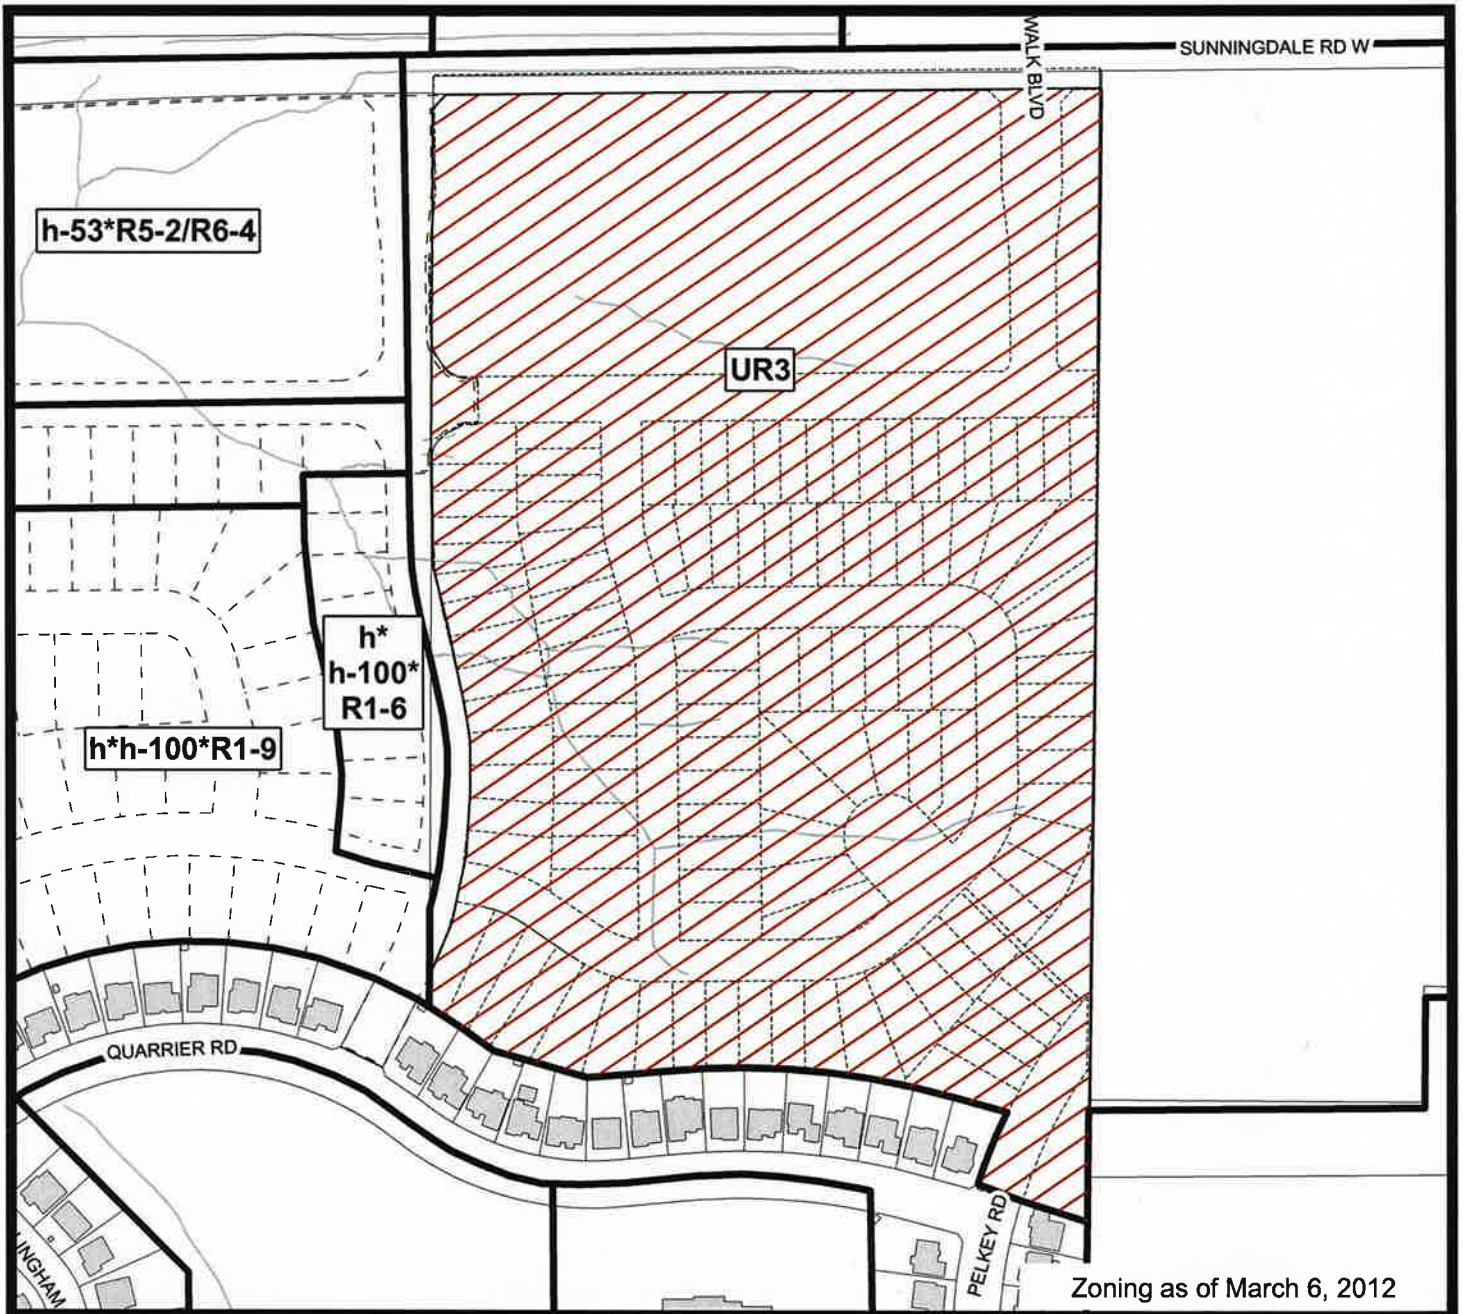 WALK BLVD
SUNNINGDALE RD W
h-53*R5-2/R6-4
UR3
h*
h-100*
R1-6
h*h-100*R1-9
QUARRIER RD
PELKEY RD
LINGHAM
Zoning as of March 6, 2012